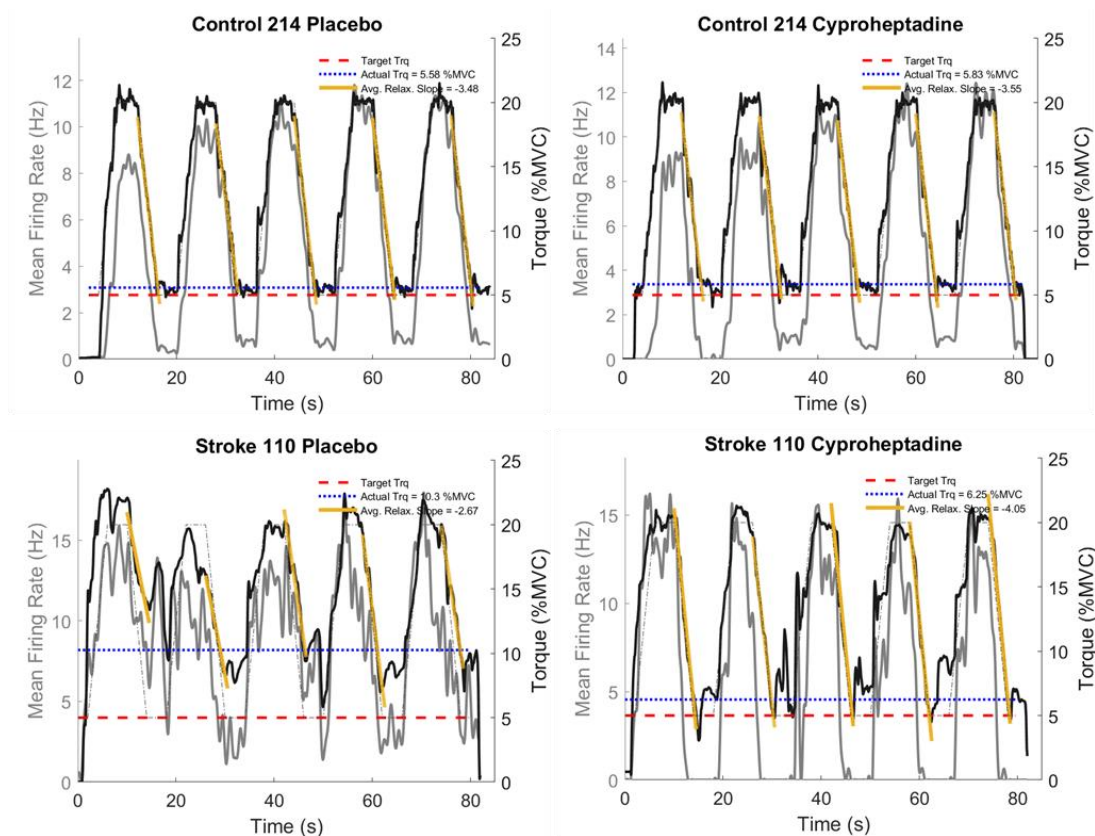 Control 214 Placebo
Mean Firing Rate (Hz)
12
10
8
6
4
2
0
0
20
40
60
80
Time (s)
25
20
15
10
5
0
Torque (%MVC)
Target Trq
Actual Trq = 5.58 %MVC
Avg. Relax. Slope = -3.48
Control 214 Cyproheptadine
Mean Firing Rate (Hz)
14
12
10
8
6
4
2
0
0
20
40
60
80
Time (s)
25
20
15
10
5
0
Torque (%MVC)
Target Trq
Actual Trq = 5.83 %MVC
Avg. Relax. Slope = -3.55
Stroke 110 Placebo
Mean Firing Rate (Hz)
15
10
5
0
0
20
40
60
80
Time (s)
25
20
15
10
5
0
Torque (%MVC)
Target Trq
Actual Trq = 10.3 %MVC
Avg. Relax. Slope = -2.67
Stroke 110 Cyproheptadine
Mean Firing Rate (Hz)
15
10
5
0
0
20
40
60
80
Time (s)
25
20
15
10
5
0
Torque (%MVC)
Target Trq
Actual Trq = 6.25 %MVC
Avg. Relax. Slope = -4.05